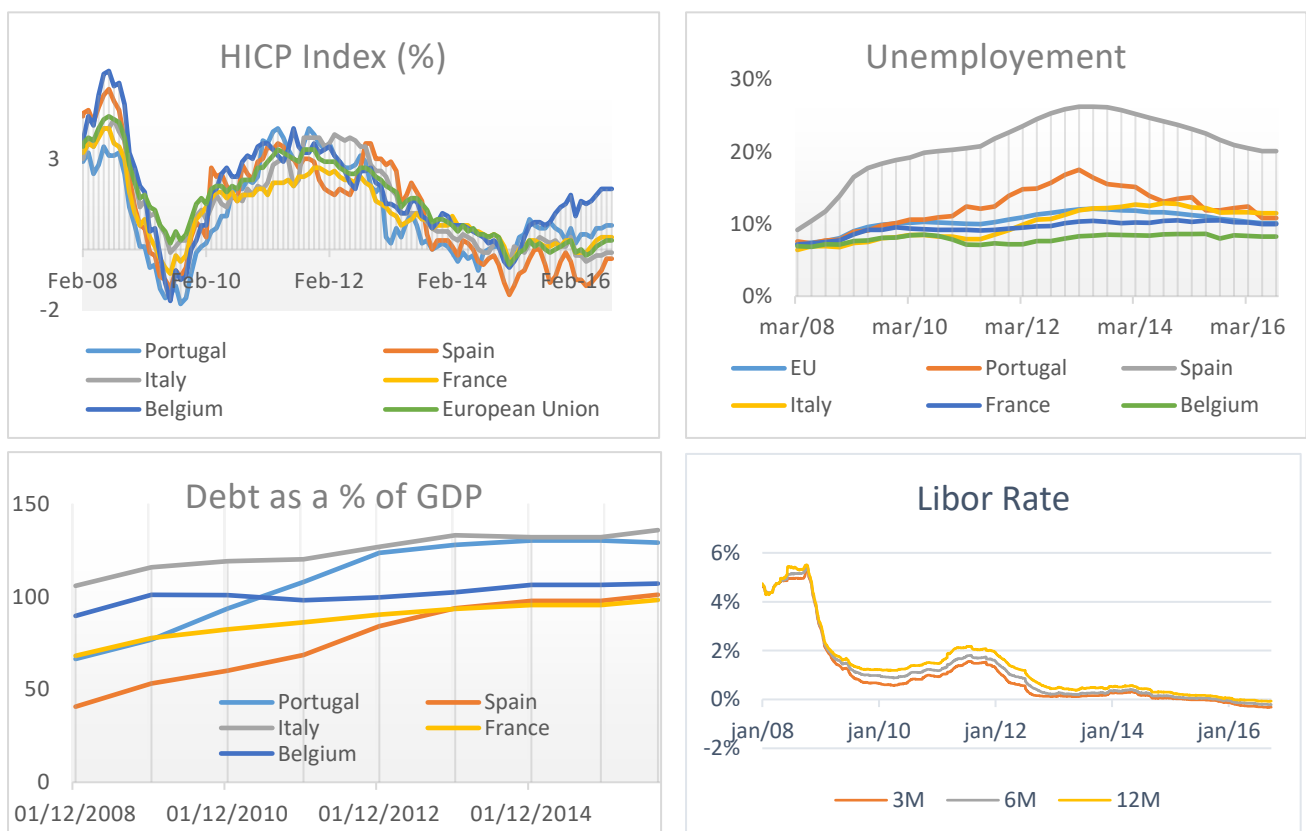 HICP Index (%)
3
-2
Feb-08 Feb-10 Feb-12 Feb-14 Feb-16
Portugal Spain
Italy France
Belgium European Union
Unemployement
30%
20%
10%
0%
mar/08 mar/10 mar/12 mar/14 mar/16
EU Portugal Spain
Italy France Belgium
Debt as a % of GDP
150
100
50
0
Portugal Spain
Italy France
Belgium
01/12/2008 01/12/2010 01/12/2012 01/12/2014
Libor Rate
6%
4%
2%
0%
-2%
jan/08 jan/10 jan/12 jan/14 jan/16
3M 6M 12M